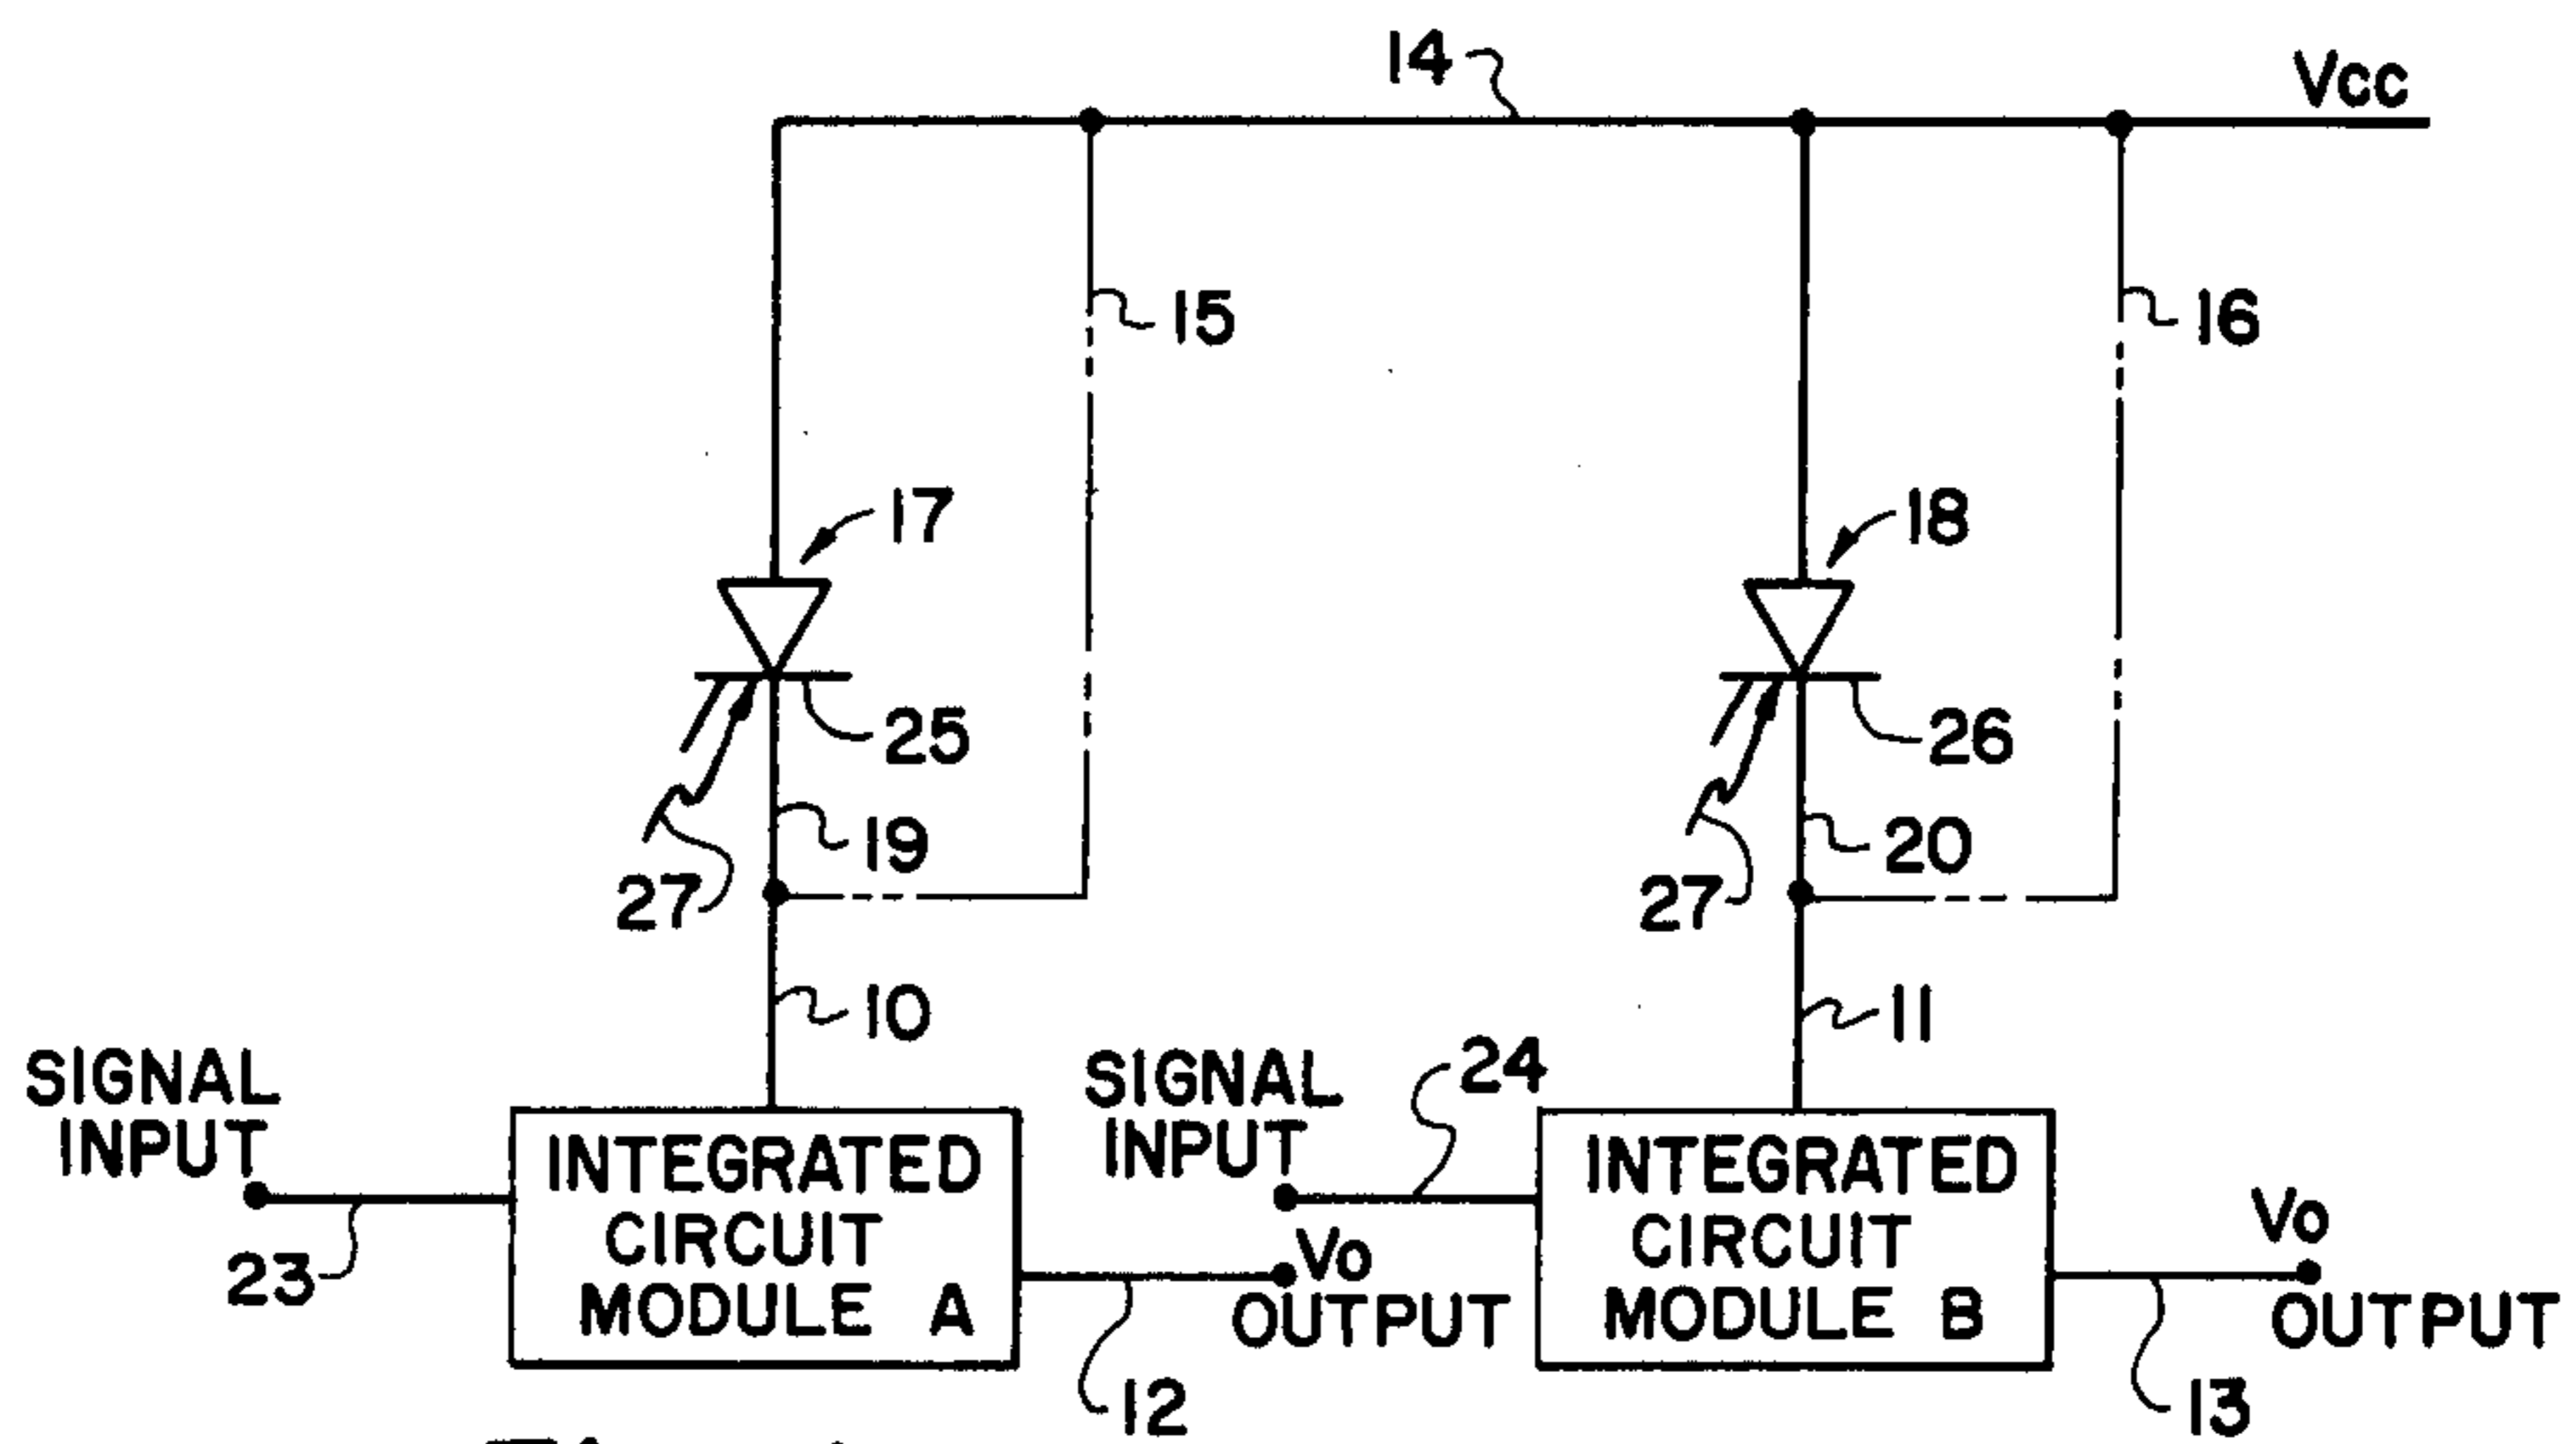 14
Vcc
15
16
17
18
25
26
19
20
27
27
10
11
SIGNAL
INPUT
23
INTEGRATED
CIRCUIT
MODULE A
SIGNAL
INPUT
24
Vo
OUTPUT
12
INTEGRATED
CIRCUIT
MODULE B
Vo
OUTPUT
13